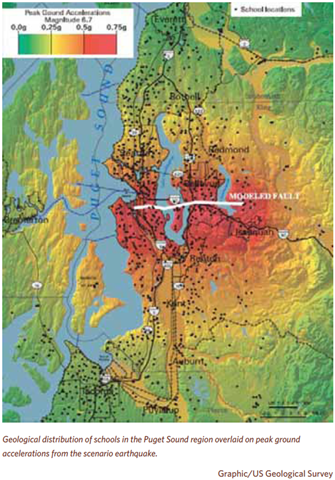 Peak Ground Accelerations
Magnitude 6.7
0.0g 0.25g 0.5g 0.75g
• School locations
Everett
Bothell
King
Redmond
PUGET SOUND
MODELED FAULT
Bremerton
Issaquah
Renton
Kent
Auburn
Puyallup
Pierce
Geological distribution of schools in the Puget Sound region overlaid on peak ground
accelerations from the scenario earthquake.
Graphic/US Geological Survey